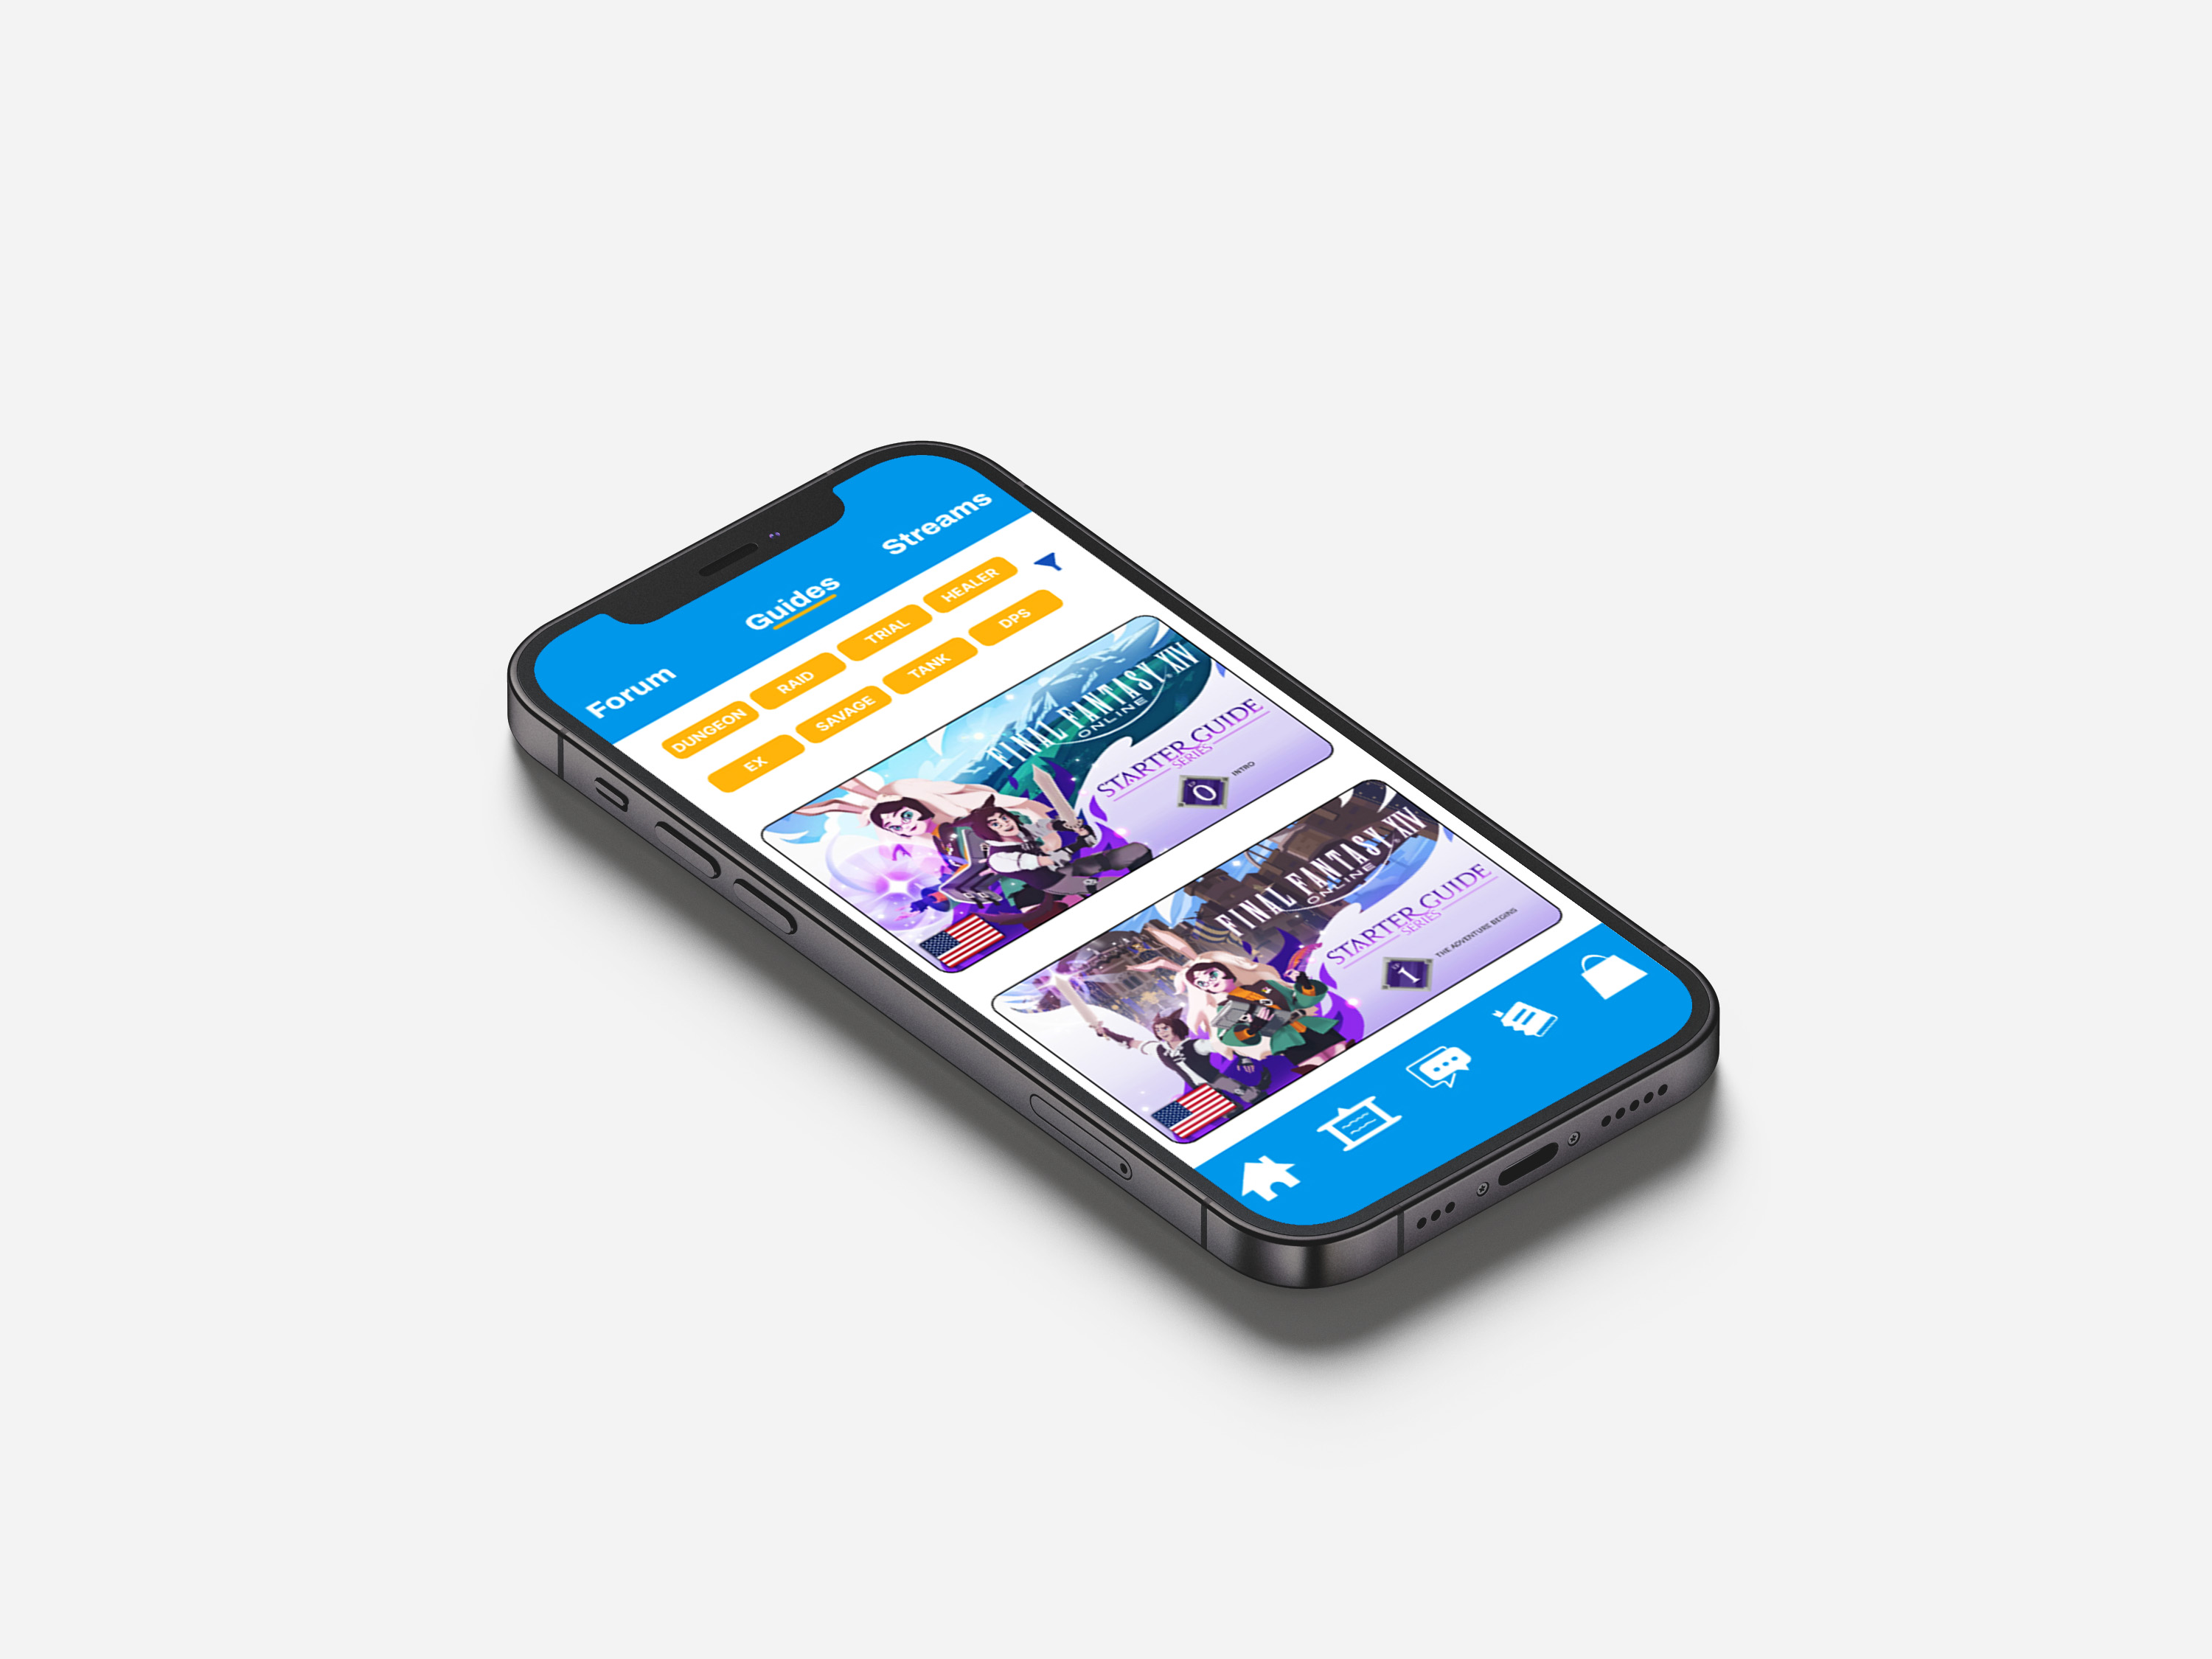 Forum Guides Streams
DUNGEON RAID TRIAL HEALER
EX SAVAGE TANK DPS
FINAL FANTASY XIV
ONLINE
STARTER GUIDE
SERIES
0 INTRO
FINAL FANTASY XIV
ONLINE
STARTER GUIDE
SERIES
1 THE ADVENTURE BEGINS